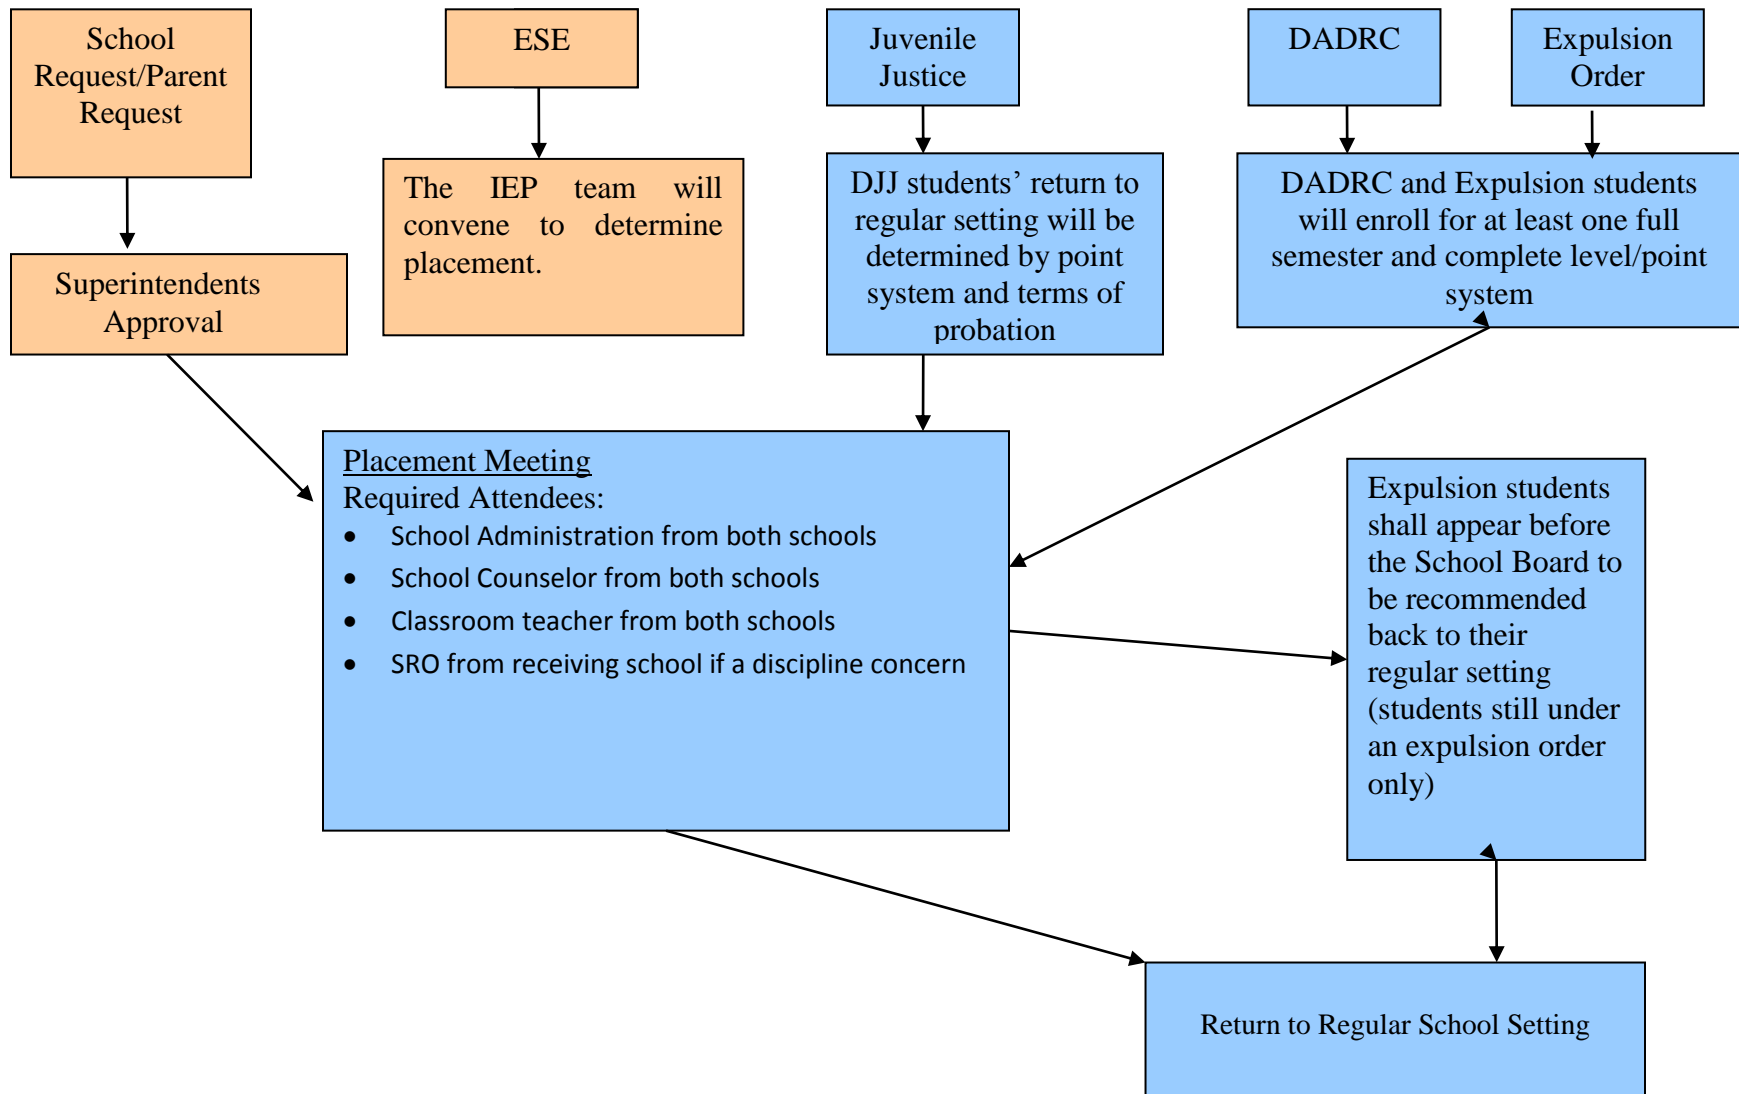 School
Request/Parent
Request
ESE
Juvenile
Justice
DADRC
Expulsion
Order
Superintendents
Approval
The IEP team will
convene to determine
placement.
DJJ students’ return to
regular setting will be
determined by point
system and terms of
probation
DADRC and Expulsion students
will enroll for at least one full
semester and complete level/point
system
Placement Meeting
Required Attendees:
• School Administration from both schools
• School Counselor from both schools
• Classroom teacher from both schools
• SRO from receiving school if a discipline concern
Expulsion students
shall appear before
the School Board to
be recommended
back to their
regular setting
(students still under
an expulsion order
only)
Return to Regular School Setting